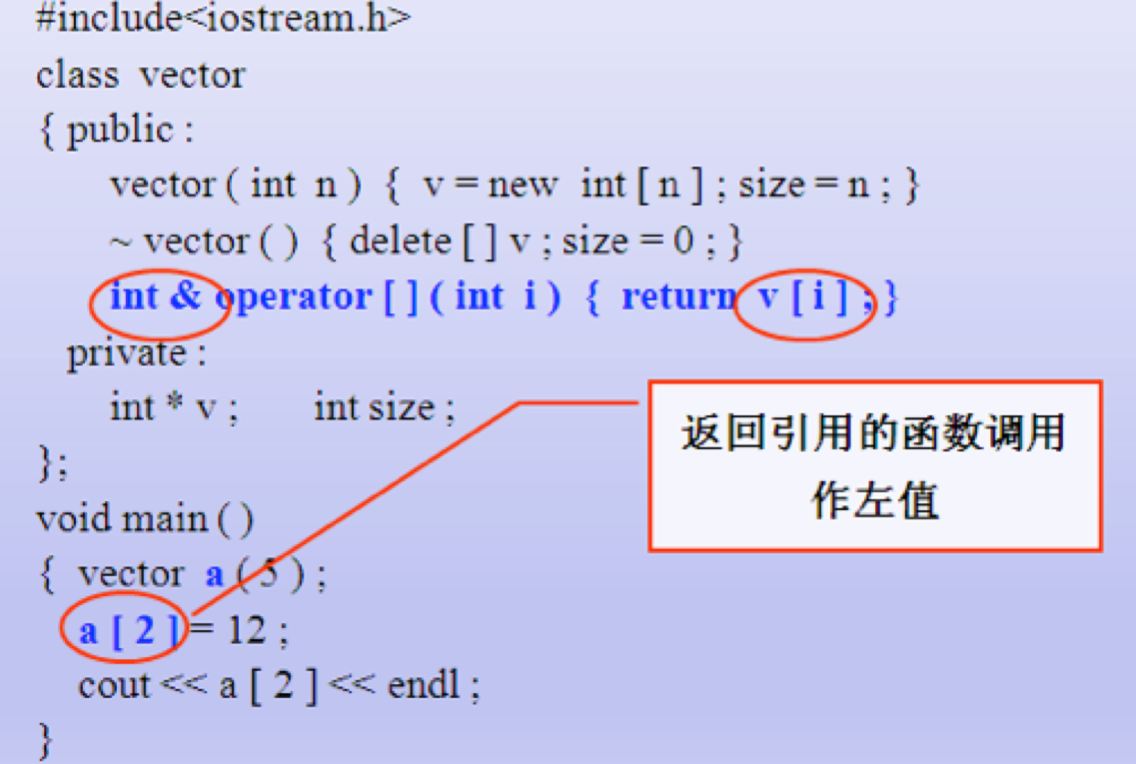 #include<iostream.h>
class vector
{ public :
vector ( int n ) { v = new int [ n ] ; size = n ; }
~ vector ( ) { delete [ ] v ; size = 0 ; }
int & operator [ ] ( int i ) { return v [ i ] ; }
private :
int * v ; int size ;
};
void main ( )
{ vector a ( 5 ) ;
a [ 2 ] = 12 ;
cout << a [ 2 ] << endl ;
}
返回引用的函数调用
作左值